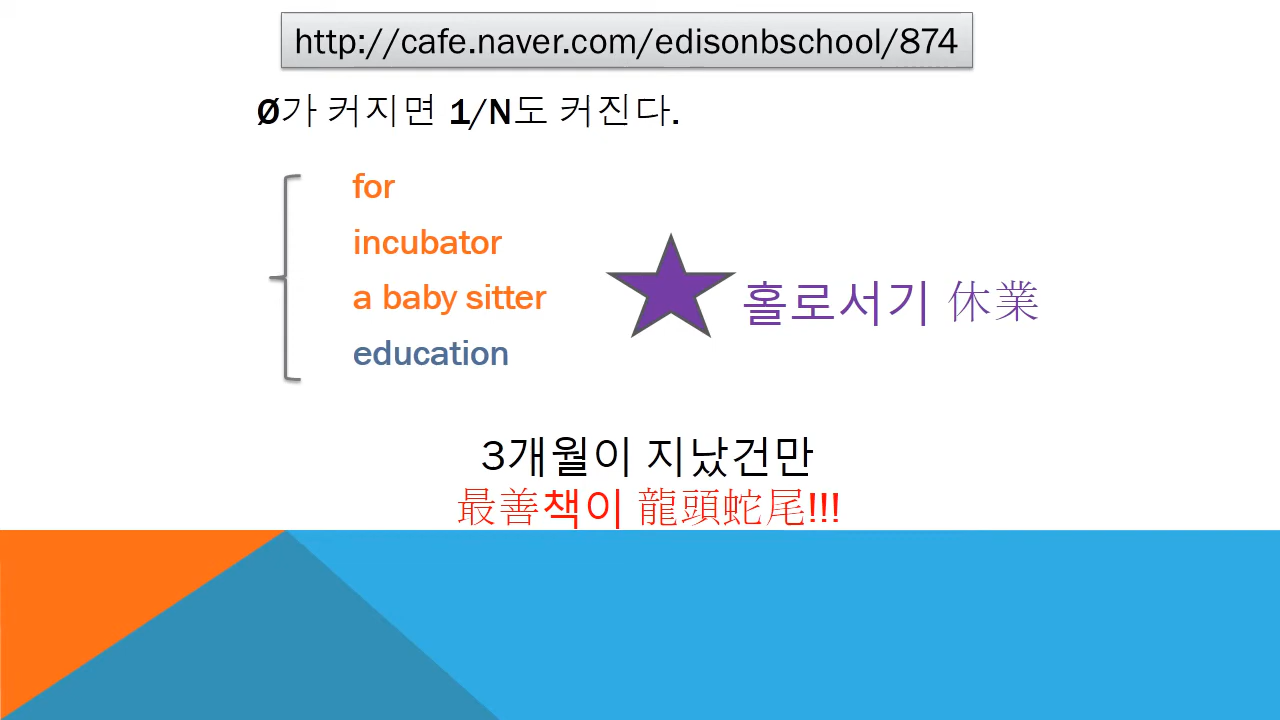 http://cafe.naver.com/edisonbschool/874
Ø가 커지면 1/N도 커진다.
for
incubator
a baby sitter
education
홀로서기 休業
3개월이 지났건만
最善책이 龍頭蛇尾!!!